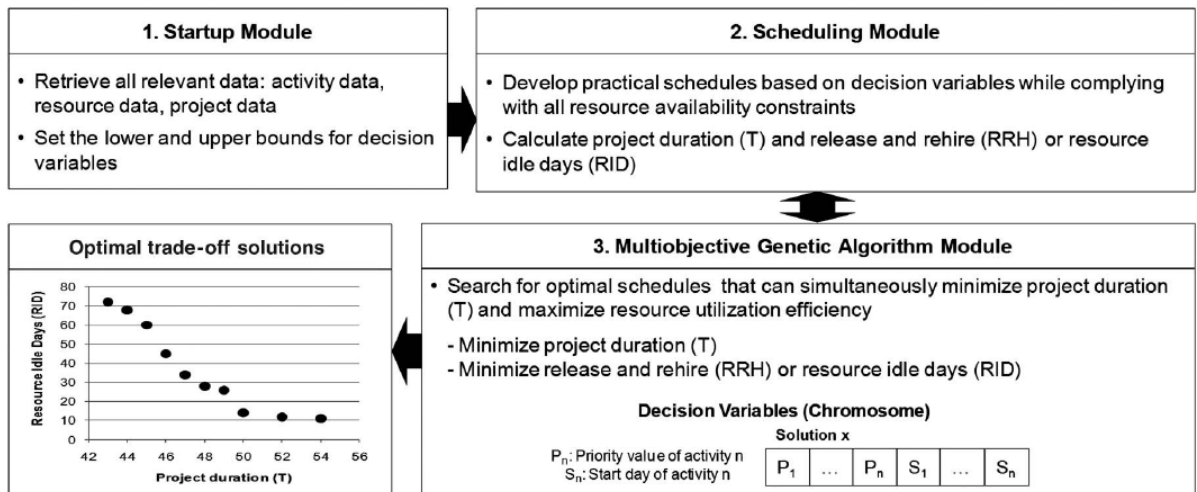 1. Startup Module
• Retrieve all relevant data: activity data,
resource data, project data
• Set the lower and upper bounds for decision
variables
2. Scheduling Module
• Develop practical schedules based on decision variables while complying
with all resource availability constraints
• Calculate project duration (T) and release and rehire (RRH) or resource
idle days (RID)
3. Multiobjective Genetic Algorithm Module
• Search for optimal schedules that can simultaneously minimize project duration
(T) and maximize resource utilization efficiency
- Minimize project duration (T)
- Minimize release and rehire (RRH) or resource idle days (RID)
Decision Variables (Chromosome)
Solution x
Pn: Priority value of activity n
Sn: Start day of activity n
P1 ... Pn S1 ... Sn
Optimal trade-off solutions
Resource Idle Days (RID)
80
70
60
50
40
30
20
10
0
42 44 46 48 50 52 54 56
Project duration (T)